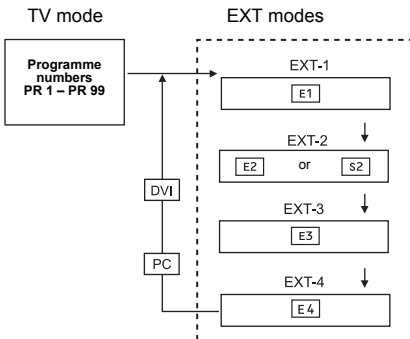 TV mode
EXT modes
Programme
numbers
PR 1 – PR 99
EXT-1
E1
EXT-2
E2 or S2
DVI
EXT-3
E3
PC
EXT-4
E4